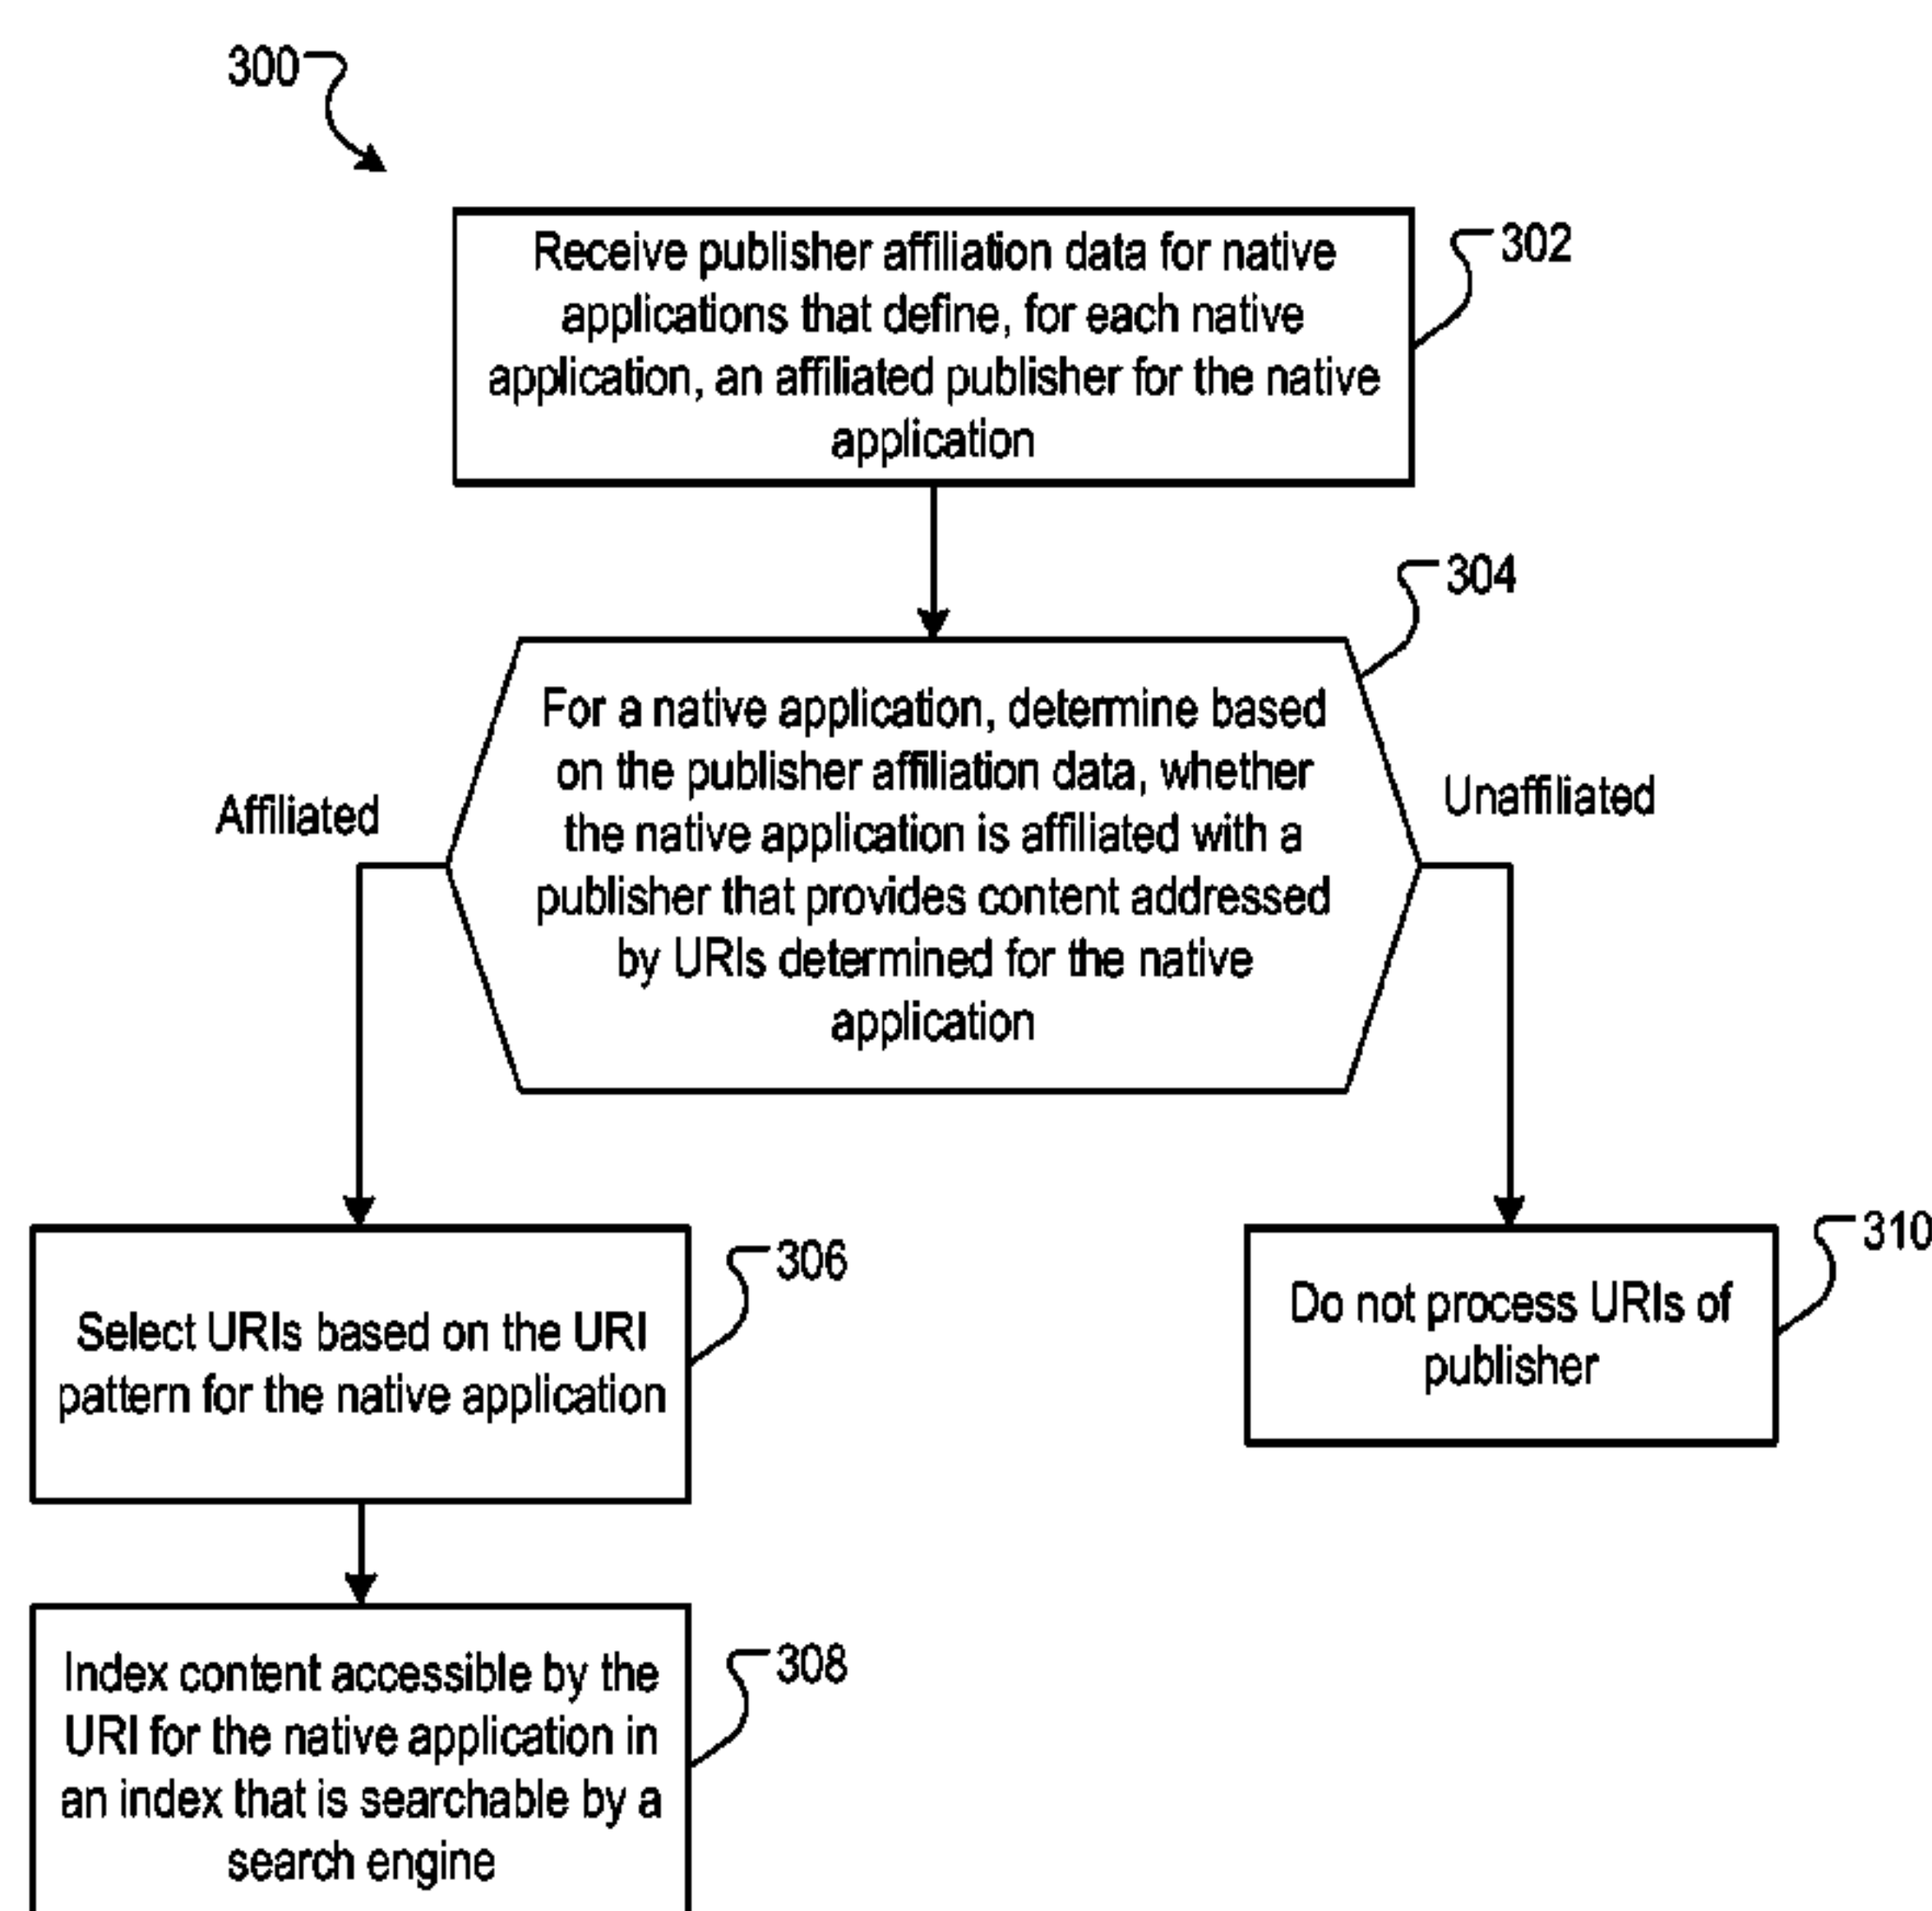 300
Receive publisher affiliation data for native
applications that define, for each native
application, an affiliated publisher for the native
application
302
304
For a native application, determine based
on the publisher affiliation data, whether
the native application is affiliated with a
publisher that provides content addressed
by URIs determined for the native
application
Affiliated
Unaffiliated
306
Select URIs based on the URI
pattern for the native application
310
Do not process URIs of
publisher
308
Index content accessible by the
URI for the native application in
an index that is searchable by a
search engine